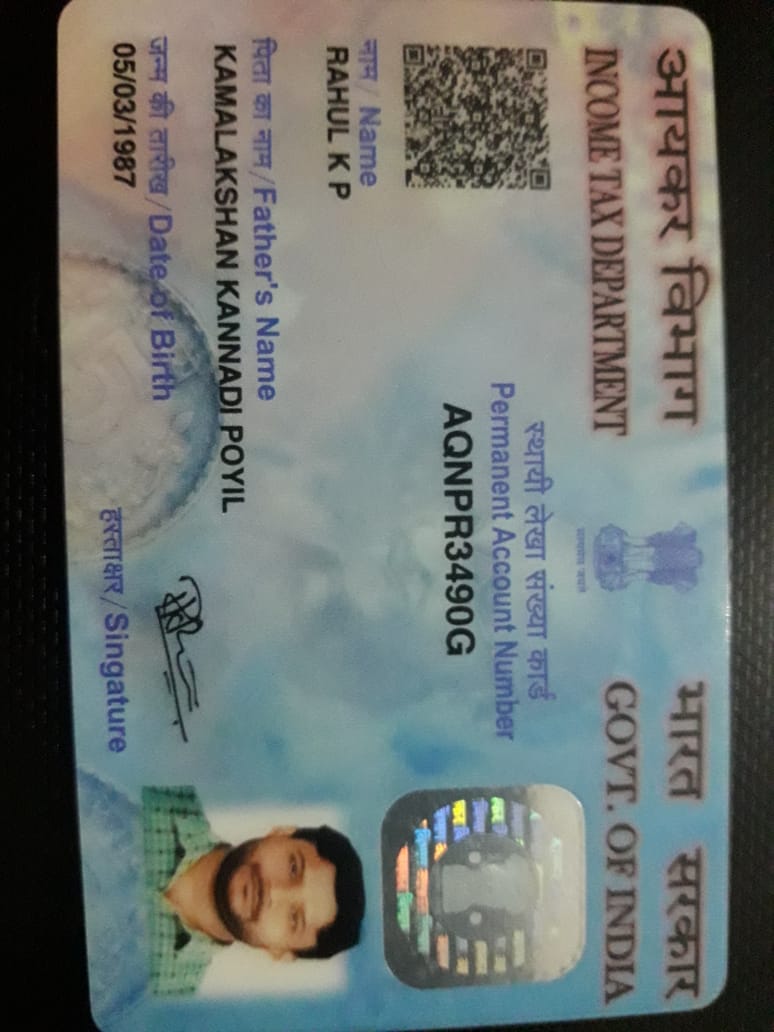 आयकर विभाग
INCOME TAX DEPARTMENT
भारत सरकार
GOVT. OF INDIA
सत्यमेव जयते
स्थायी लेखा संख्या कार्ड
Permanent Account Number
AQNPR3490G
नाम / Name
RAHUL K P
पिता का नाम / Father's Name
KAMALAKSHAN KANNADI POYIL
जन्म की तारीख / Date of Birth
05/03/1987
हस्ताक्षर / Singature